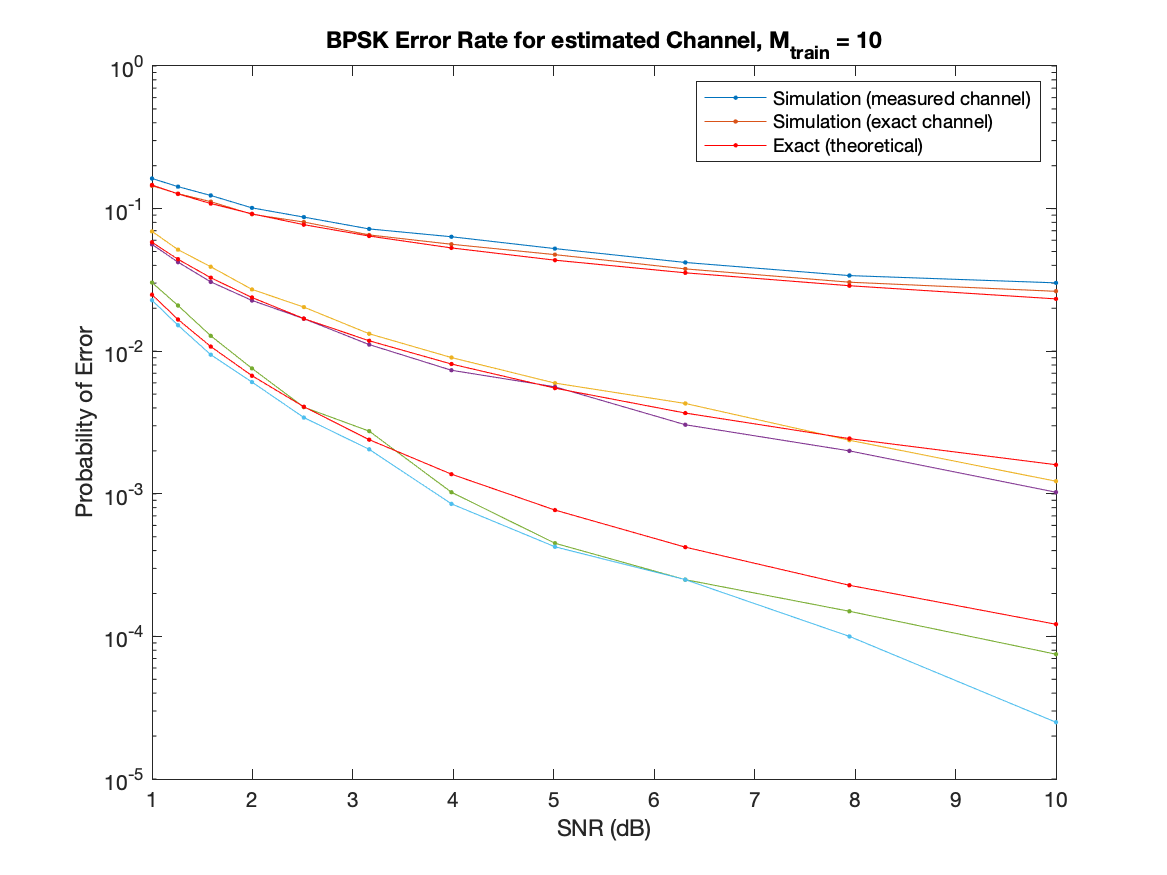 BPSK Error Rate for estimated Channel, M_train = 10
10^0
Simulation (measured channel)
Simulation (exact channel)
Exact (theoretical)
10^-1
10^-2
10^-3
10^-4
10^-5
Probability of Error
1 2 3 4 5 6 7 8 9 10
SNR (dB)